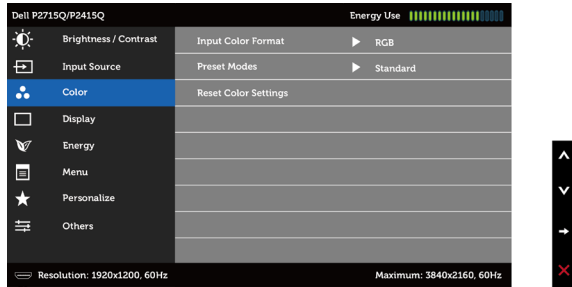 Dell P2715Q/P2415Q Energy Use
Brightness / Contrast Input Color Format RGB
Input Source Preset Modes Standard
Color Reset Color Settings
Display
Energy
Menu
Personalize
Others
Resolution: 1920x1200, 60Hz Maximum: 3840x2160, 60Hz